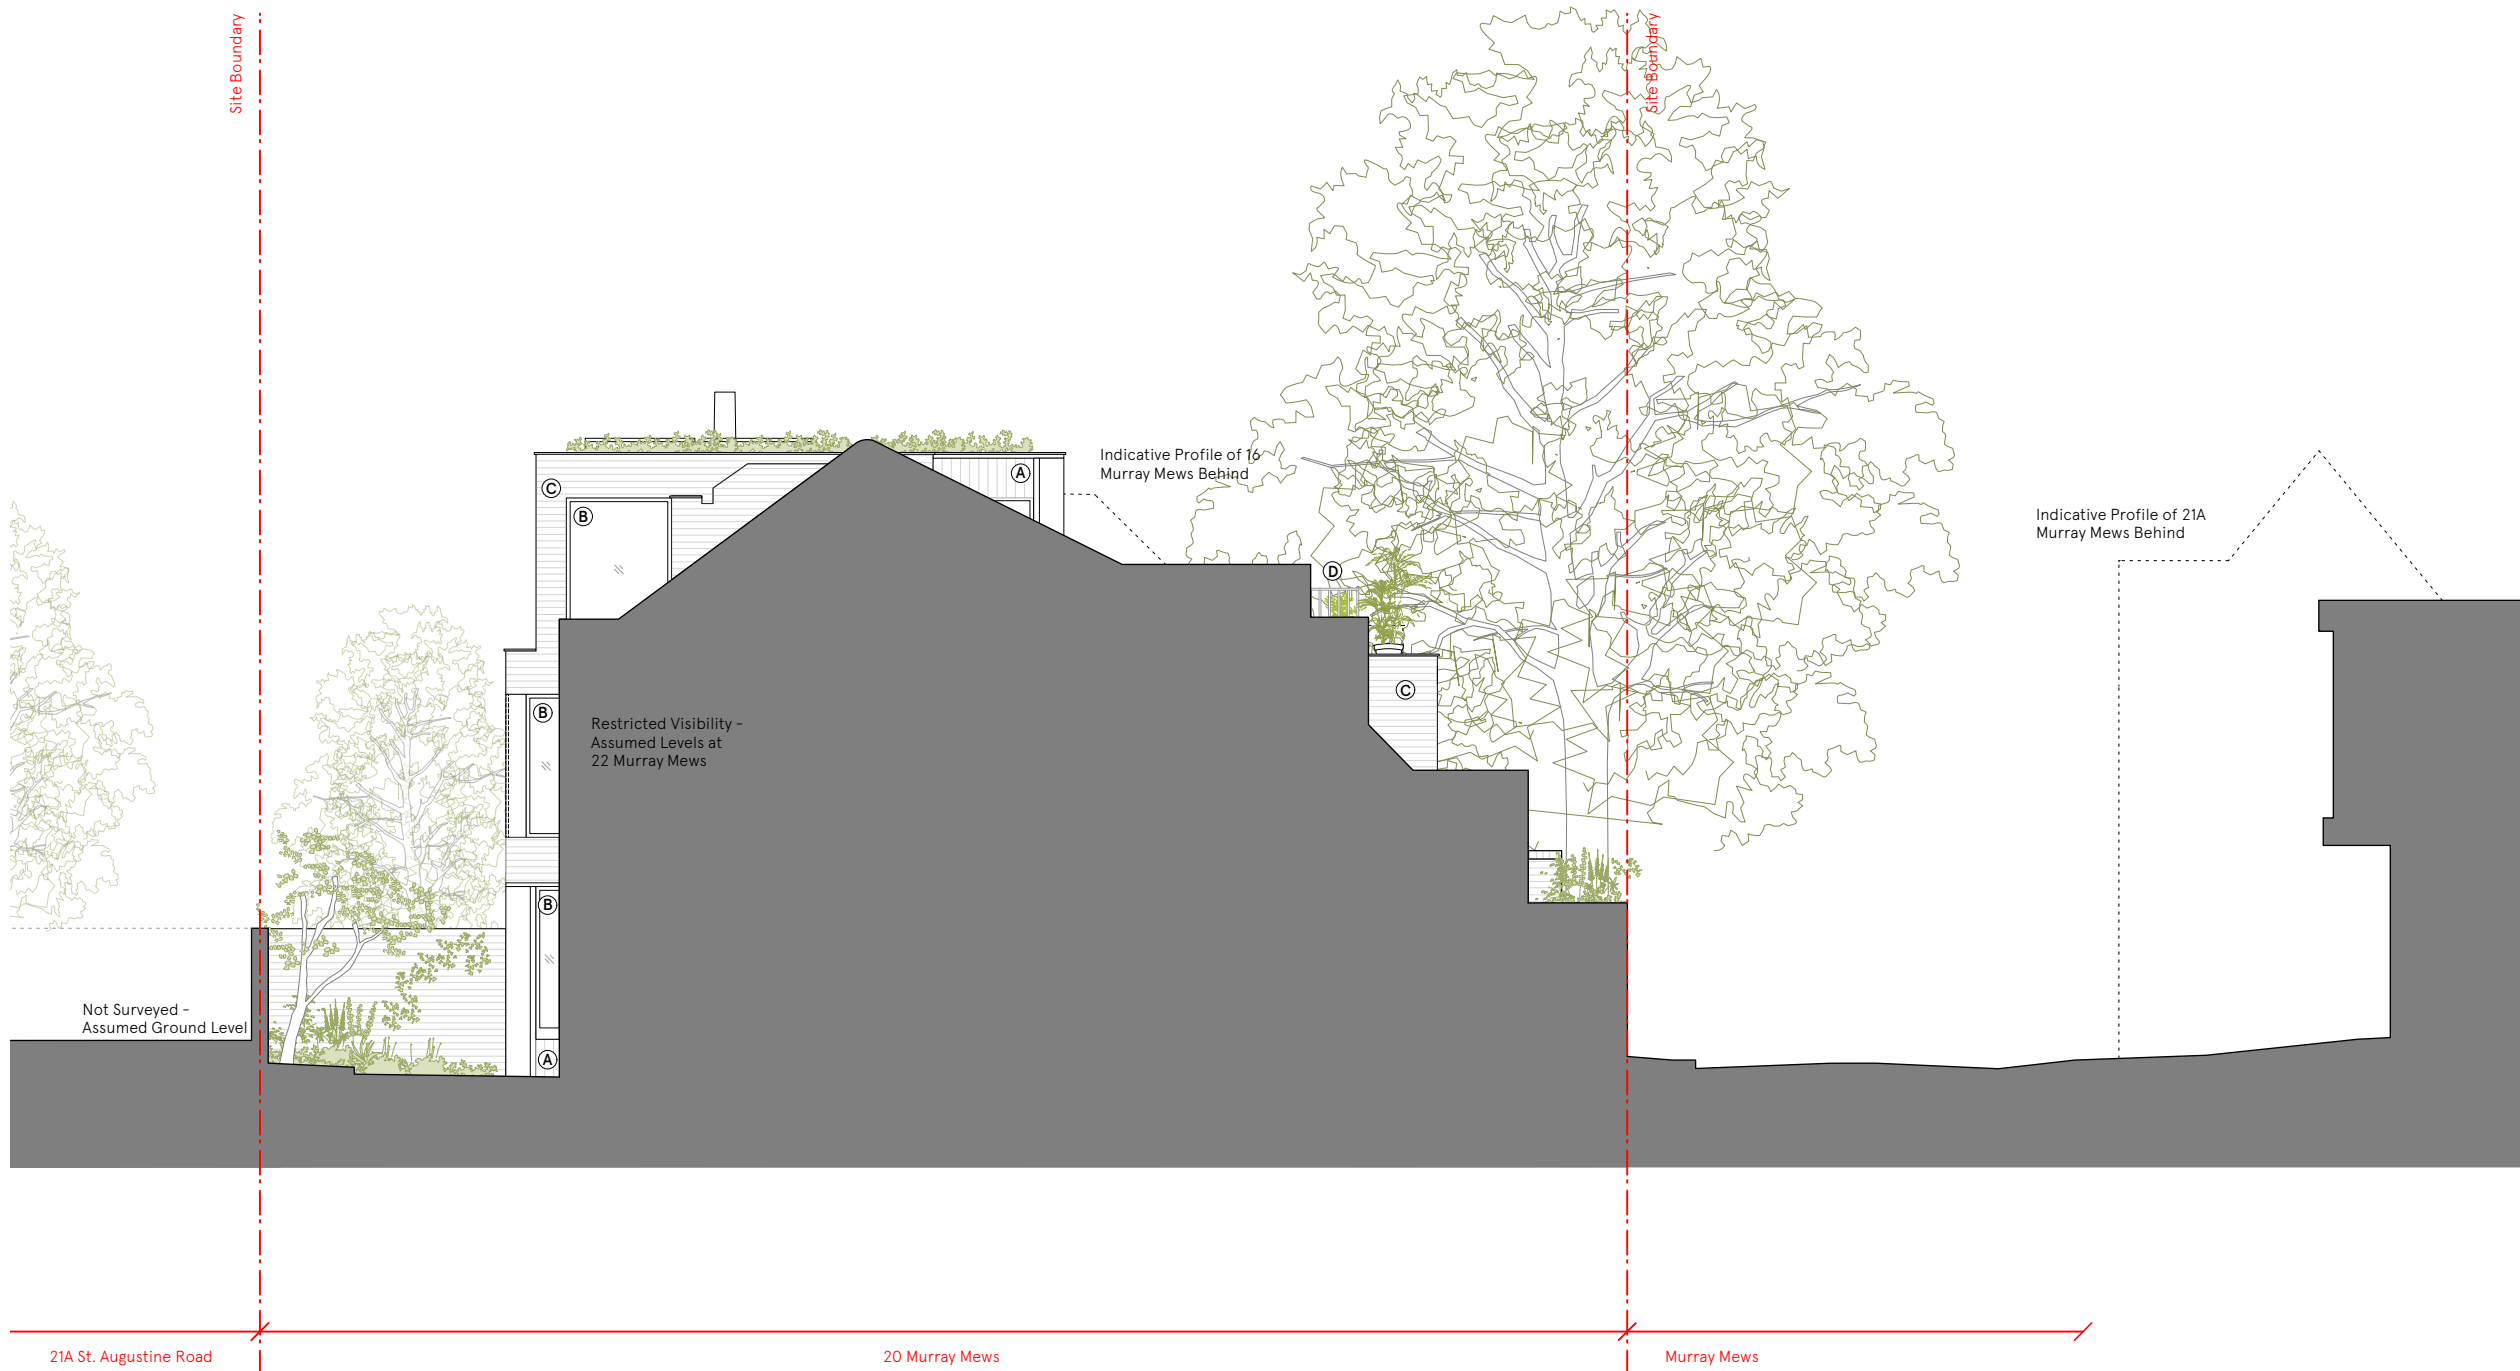 Site Boundary
Site Boundary
Indicative Profile of 16
Murray Mews Behind
A
C
B
Indicative Profile of 21A
Murray Mews Behind
D
C
B
Restricted Visibility -
Assumed Levels at
22 Murray Mews
B
Not Surveyed -
Assumed Ground Level
A
21A St. Augustine Road
20 Murray Mews
Murray Mews